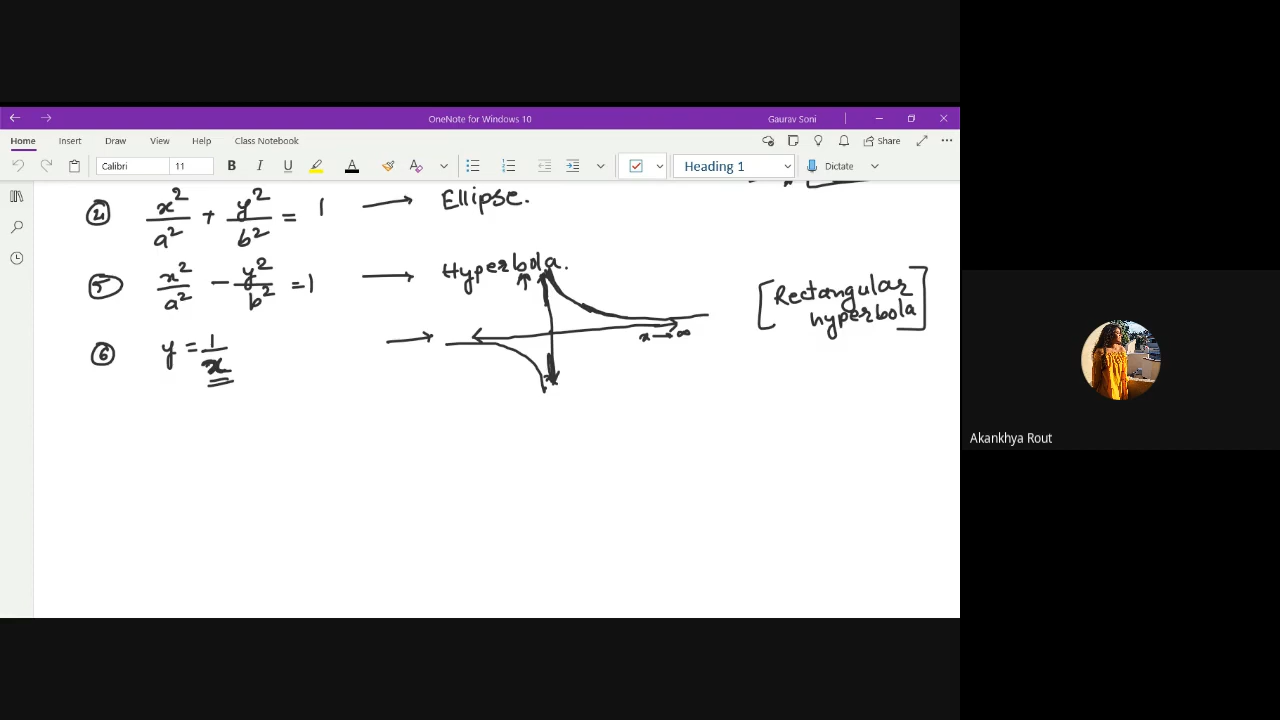 OneNote for Windows 10
Gaurav Soni
Home Insert Draw View Help Class Notebook
Share
Calibri 11 B I U A Heading 1 Dictate
④ x²/a² + y²/b² = 1 → Ellipse.
⑤ x²/a² - y²/b² = 1 → Hyperbola.
[Rectangular
hyperbola]
⑥ y = 1/x →
x → ∞
Akankhya Rout